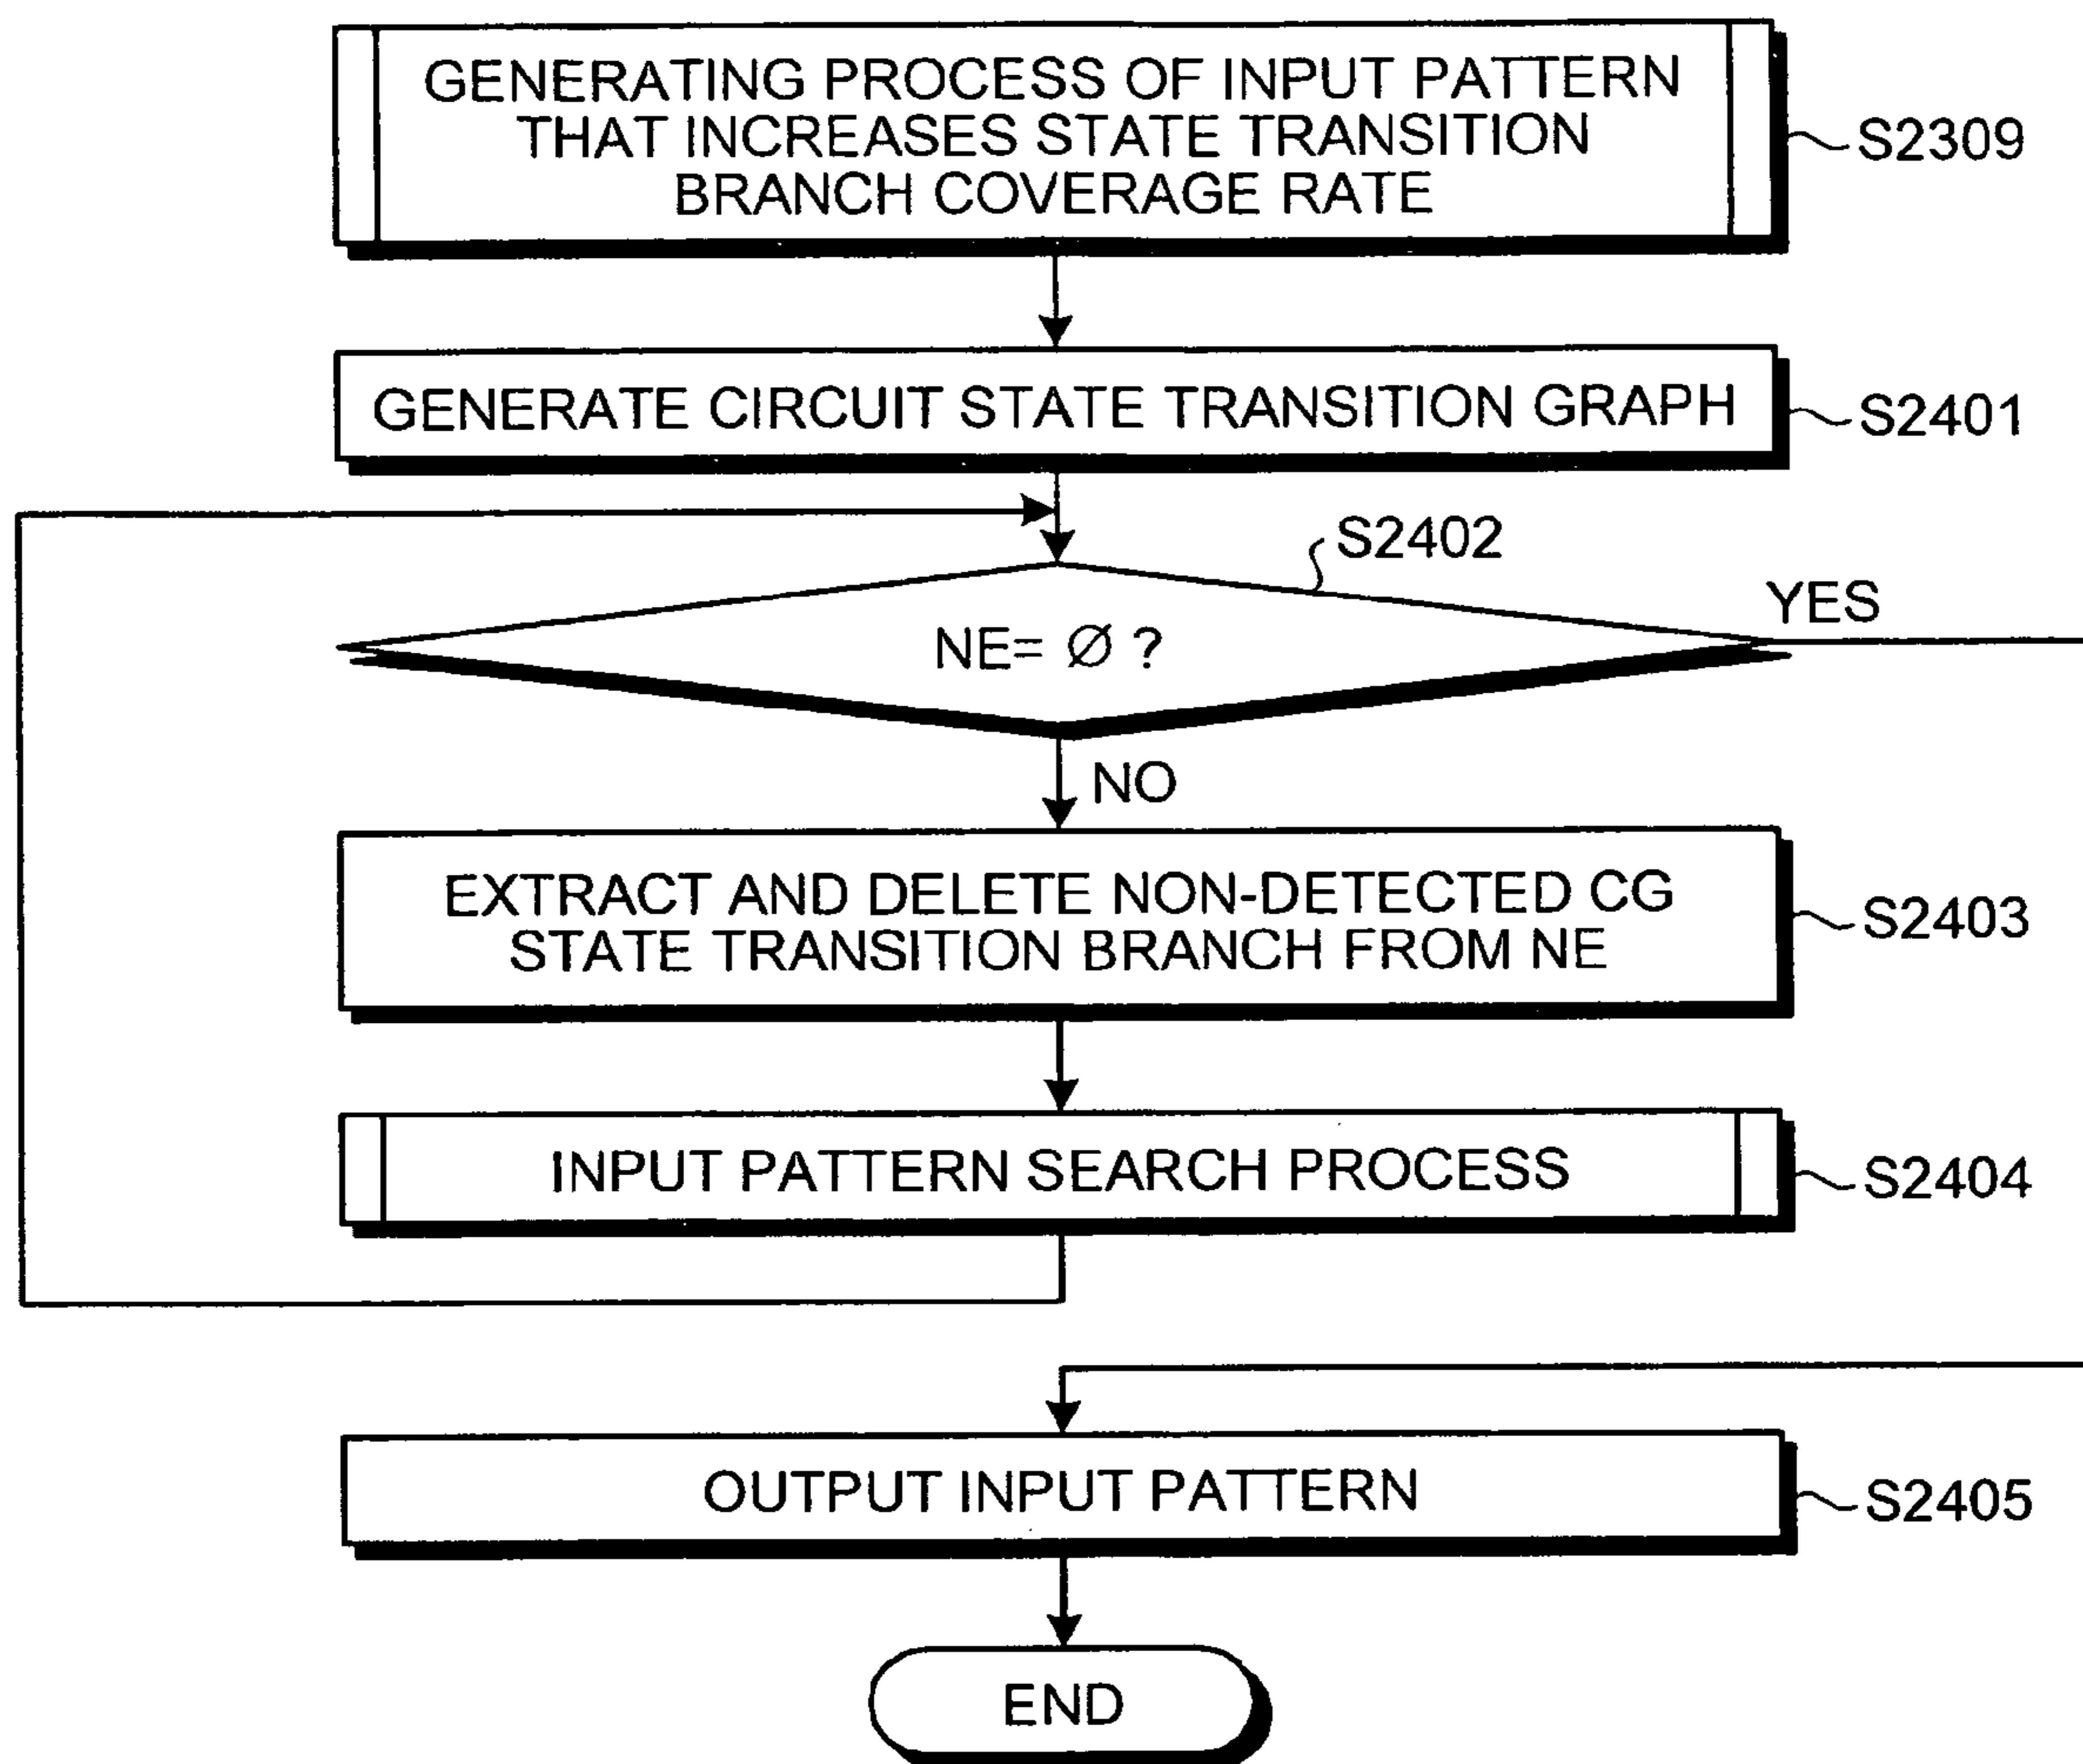 GENERATING PROCESS OF INPUT PATTERN
THAT INCREASES STATE TRANSITION
BRANCH COVERAGE RATE
S2309
GENERATE CIRCUIT STATE TRANSITION GRAPH
S2401
S2402
NE= Ø ?
YES
NO
EXTRACT AND DELETE NON-DETECTED CG
STATE TRANSITION BRANCH FROM NE
S2403
INPUT PATTERN SEARCH PROCESS
S2404
OUTPUT INPUT PATTERN
S2405
END